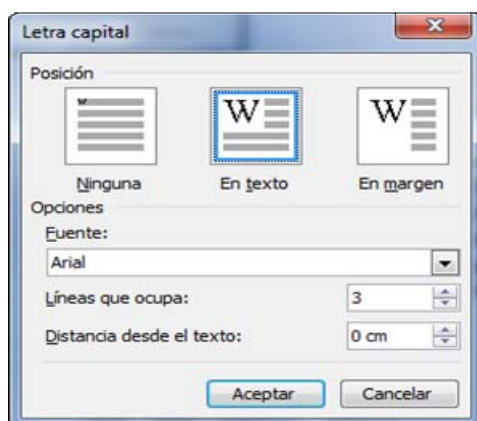 Letra capital
Posición
W W W
Ninguna En texto En margen
Opciones
Fuente:
Arial
Líneas que ocupa: 3
Distancia desde el texto: 0 cm
Aceptar Cancelar